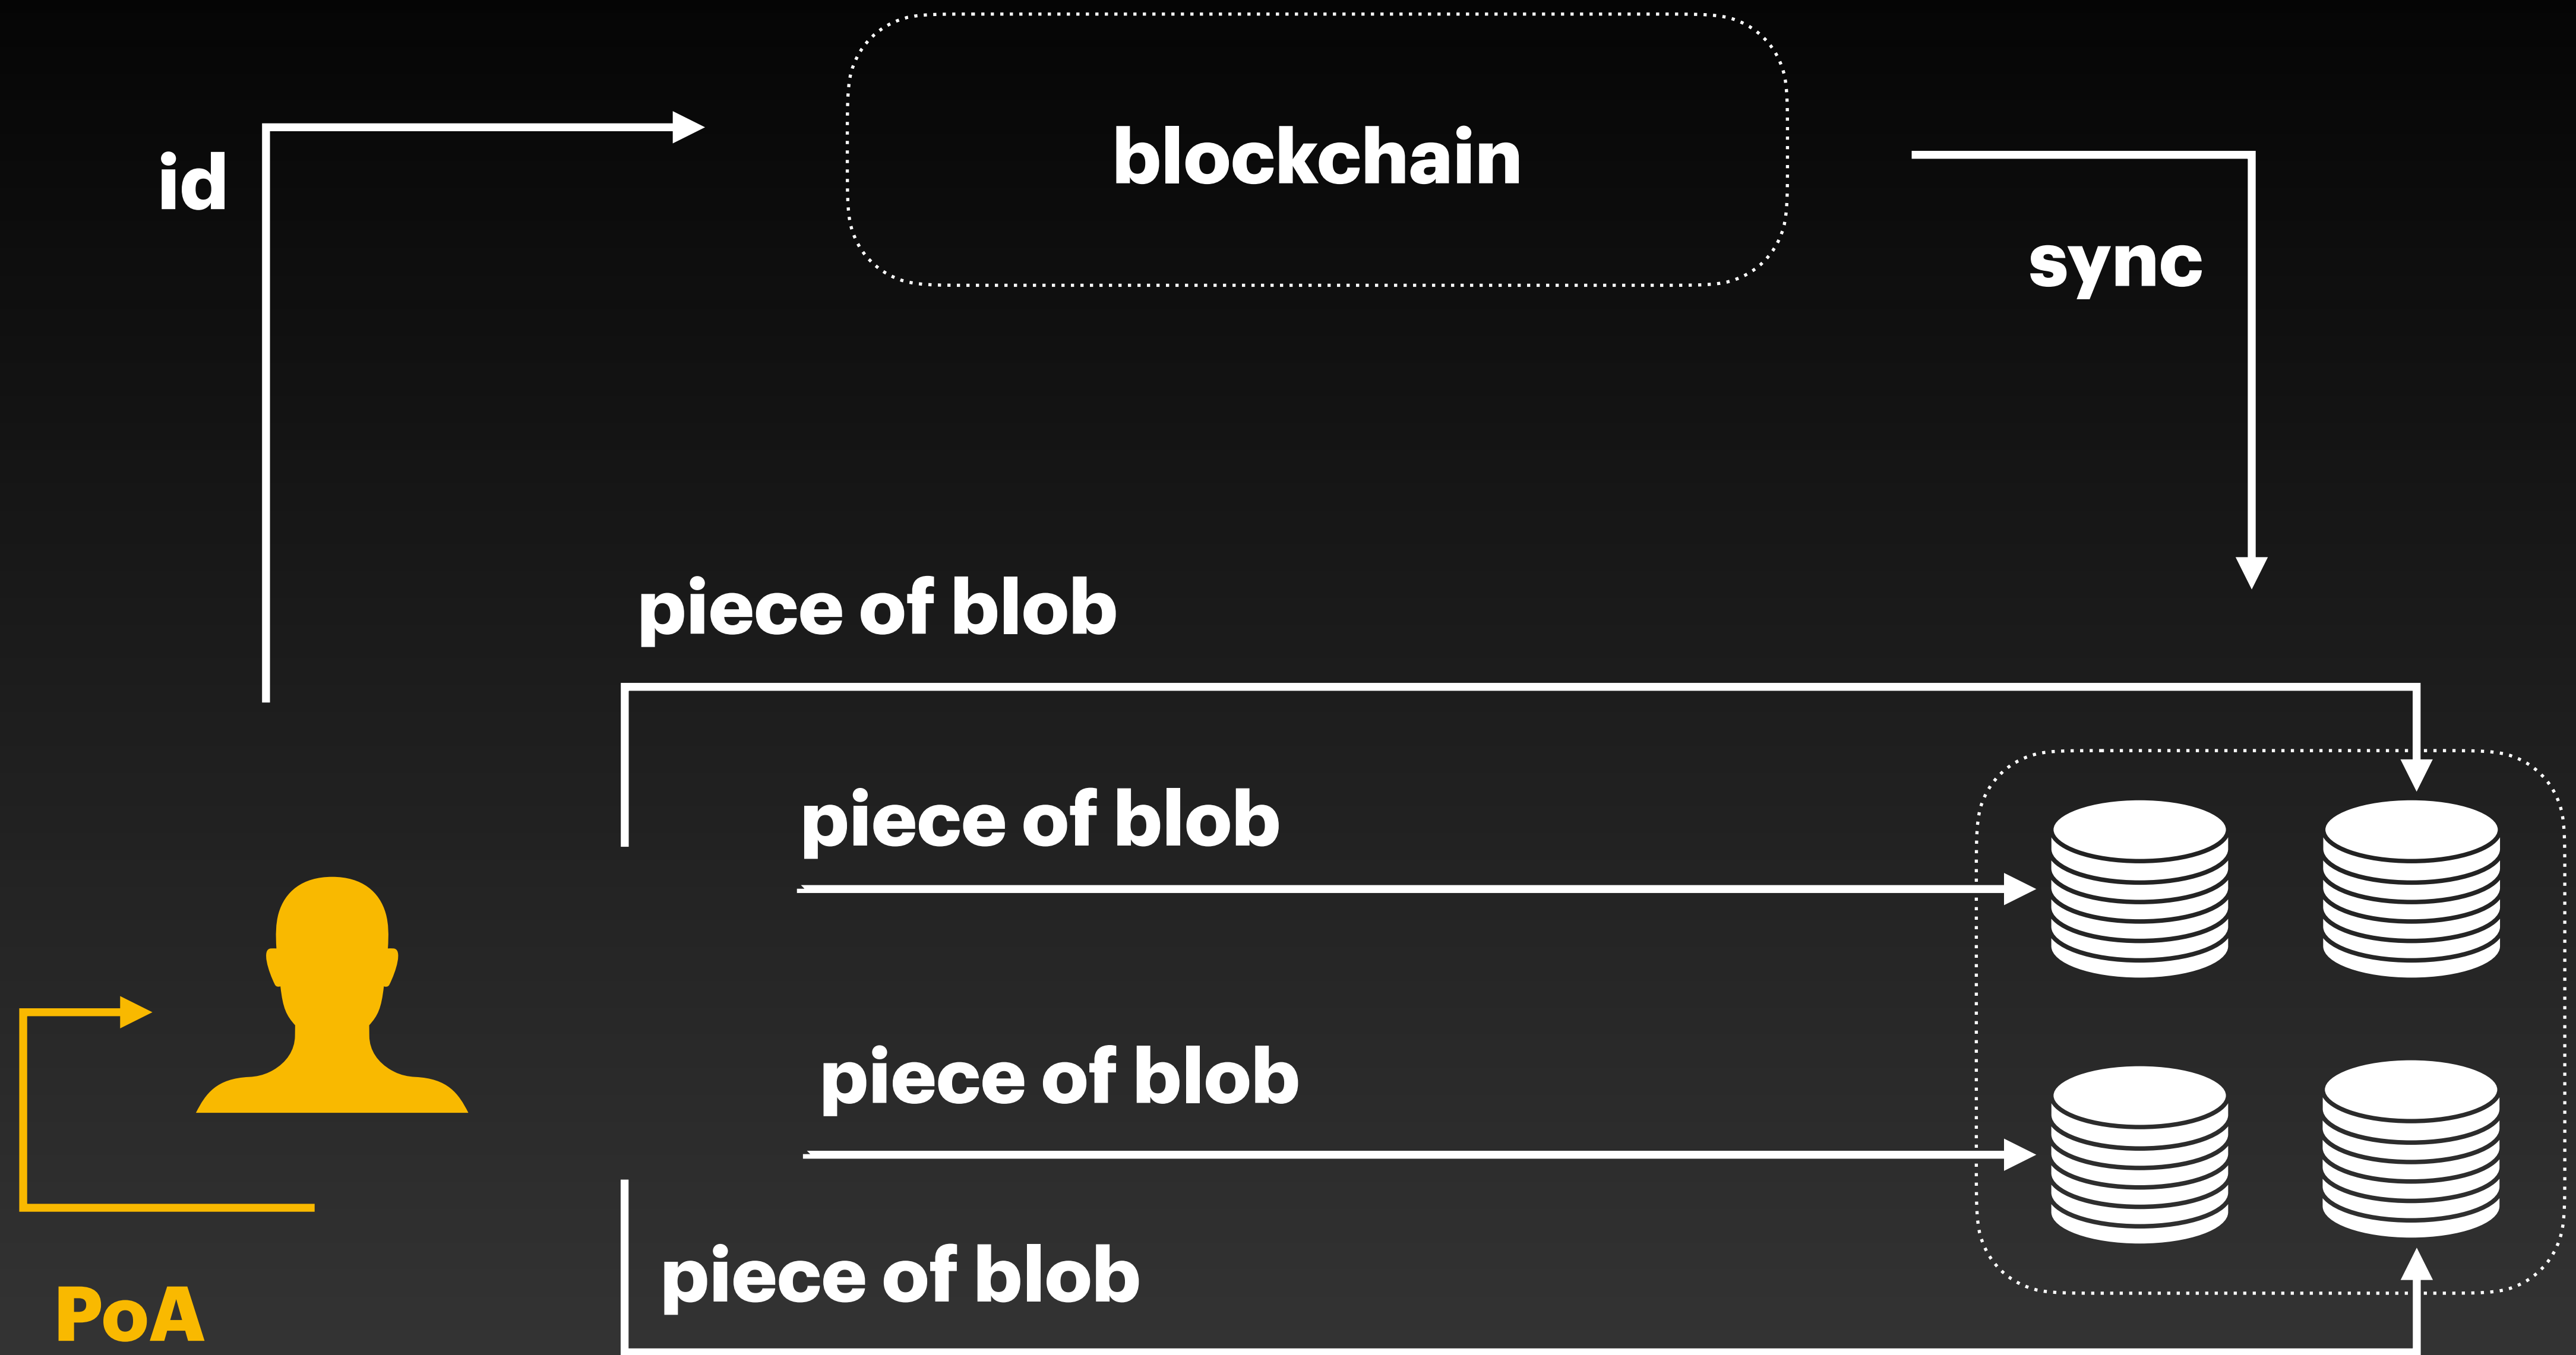 blockchain
id
sync
piece of blob
piece of blob
piece of blob
piece of blob
PoA